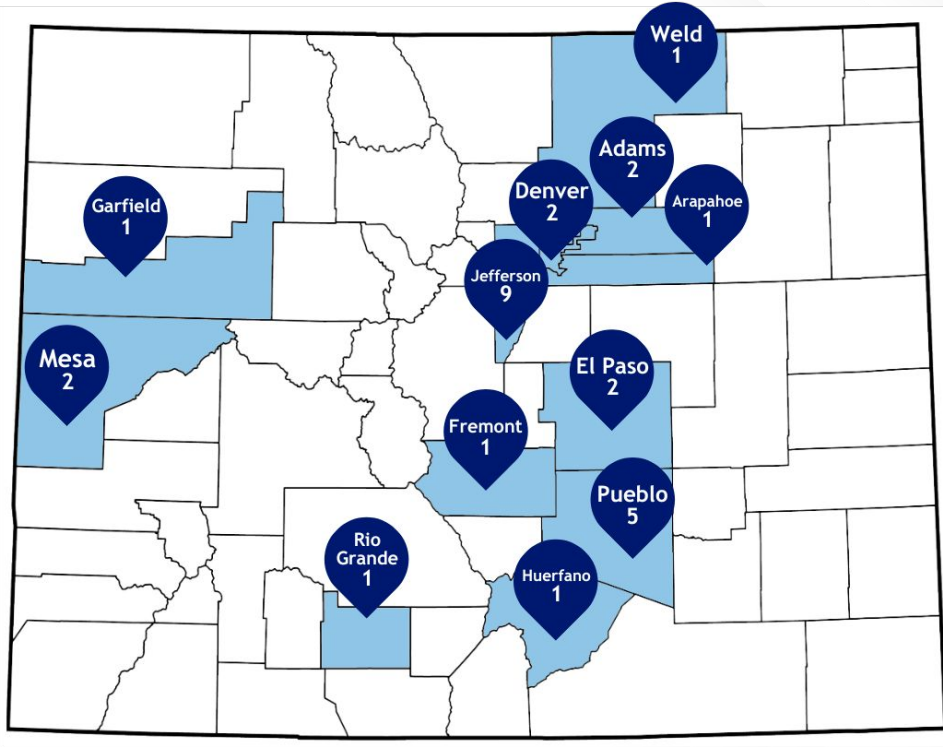 Weld
1
Adams
2
Denver
2
Arapahoe
1
Garfield
1
Jefferson
9
Mesa
2
El Paso
2
Fremont
1
Pueblo
5
Rio
Grande
1
Huerfano
1